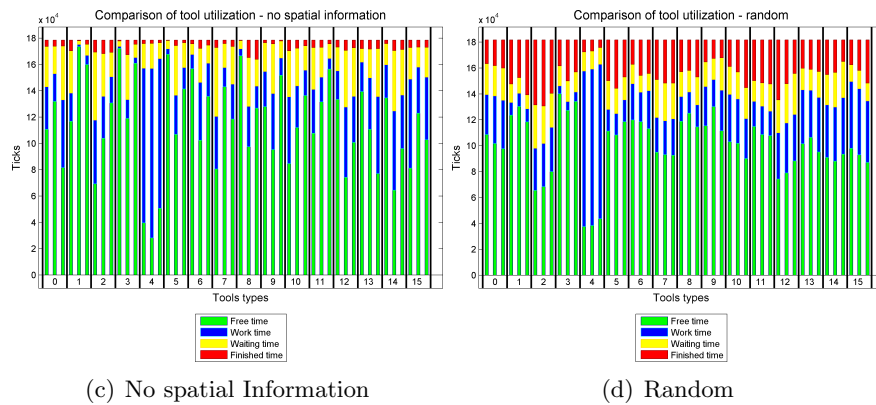 Comparison of tool utilization - no spatial information
x 10^4
18
16
14
12
10
8
6
4
2
0
Ticks
0 1 2 3 4 5 6 7 8 9 10 11 12 13 14 15
Tools types
Free time
Work time
Waiting time
Finished time
(c) No spatial Information
Comparison of tool utilization - random
x 10^4
18
16
14
12
10
8
6
4
2
0
Ticks
0 1 2 3 4 5 6 7 8 9 10 11 12 13 14 15
Tools types
Free time
Work time
Waiting time
Finished time
(d) Random